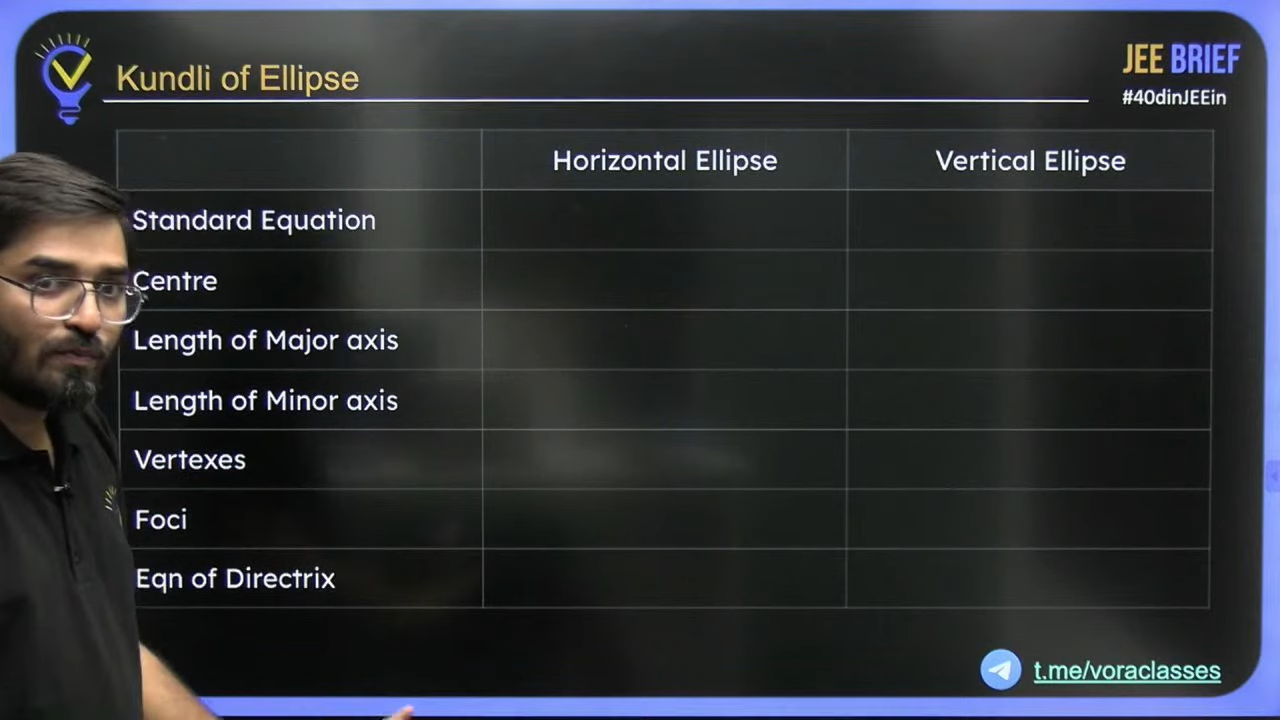 Kundli of Ellipse
JEE BRIEF
#40dinJEEin
Horizontal Ellipse
Vertical Ellipse
Standard Equation
Centre
Length of Major axis
Length of Minor axis
Vertexes
Foci
Eqn of Directrix
t.me/voraclasses